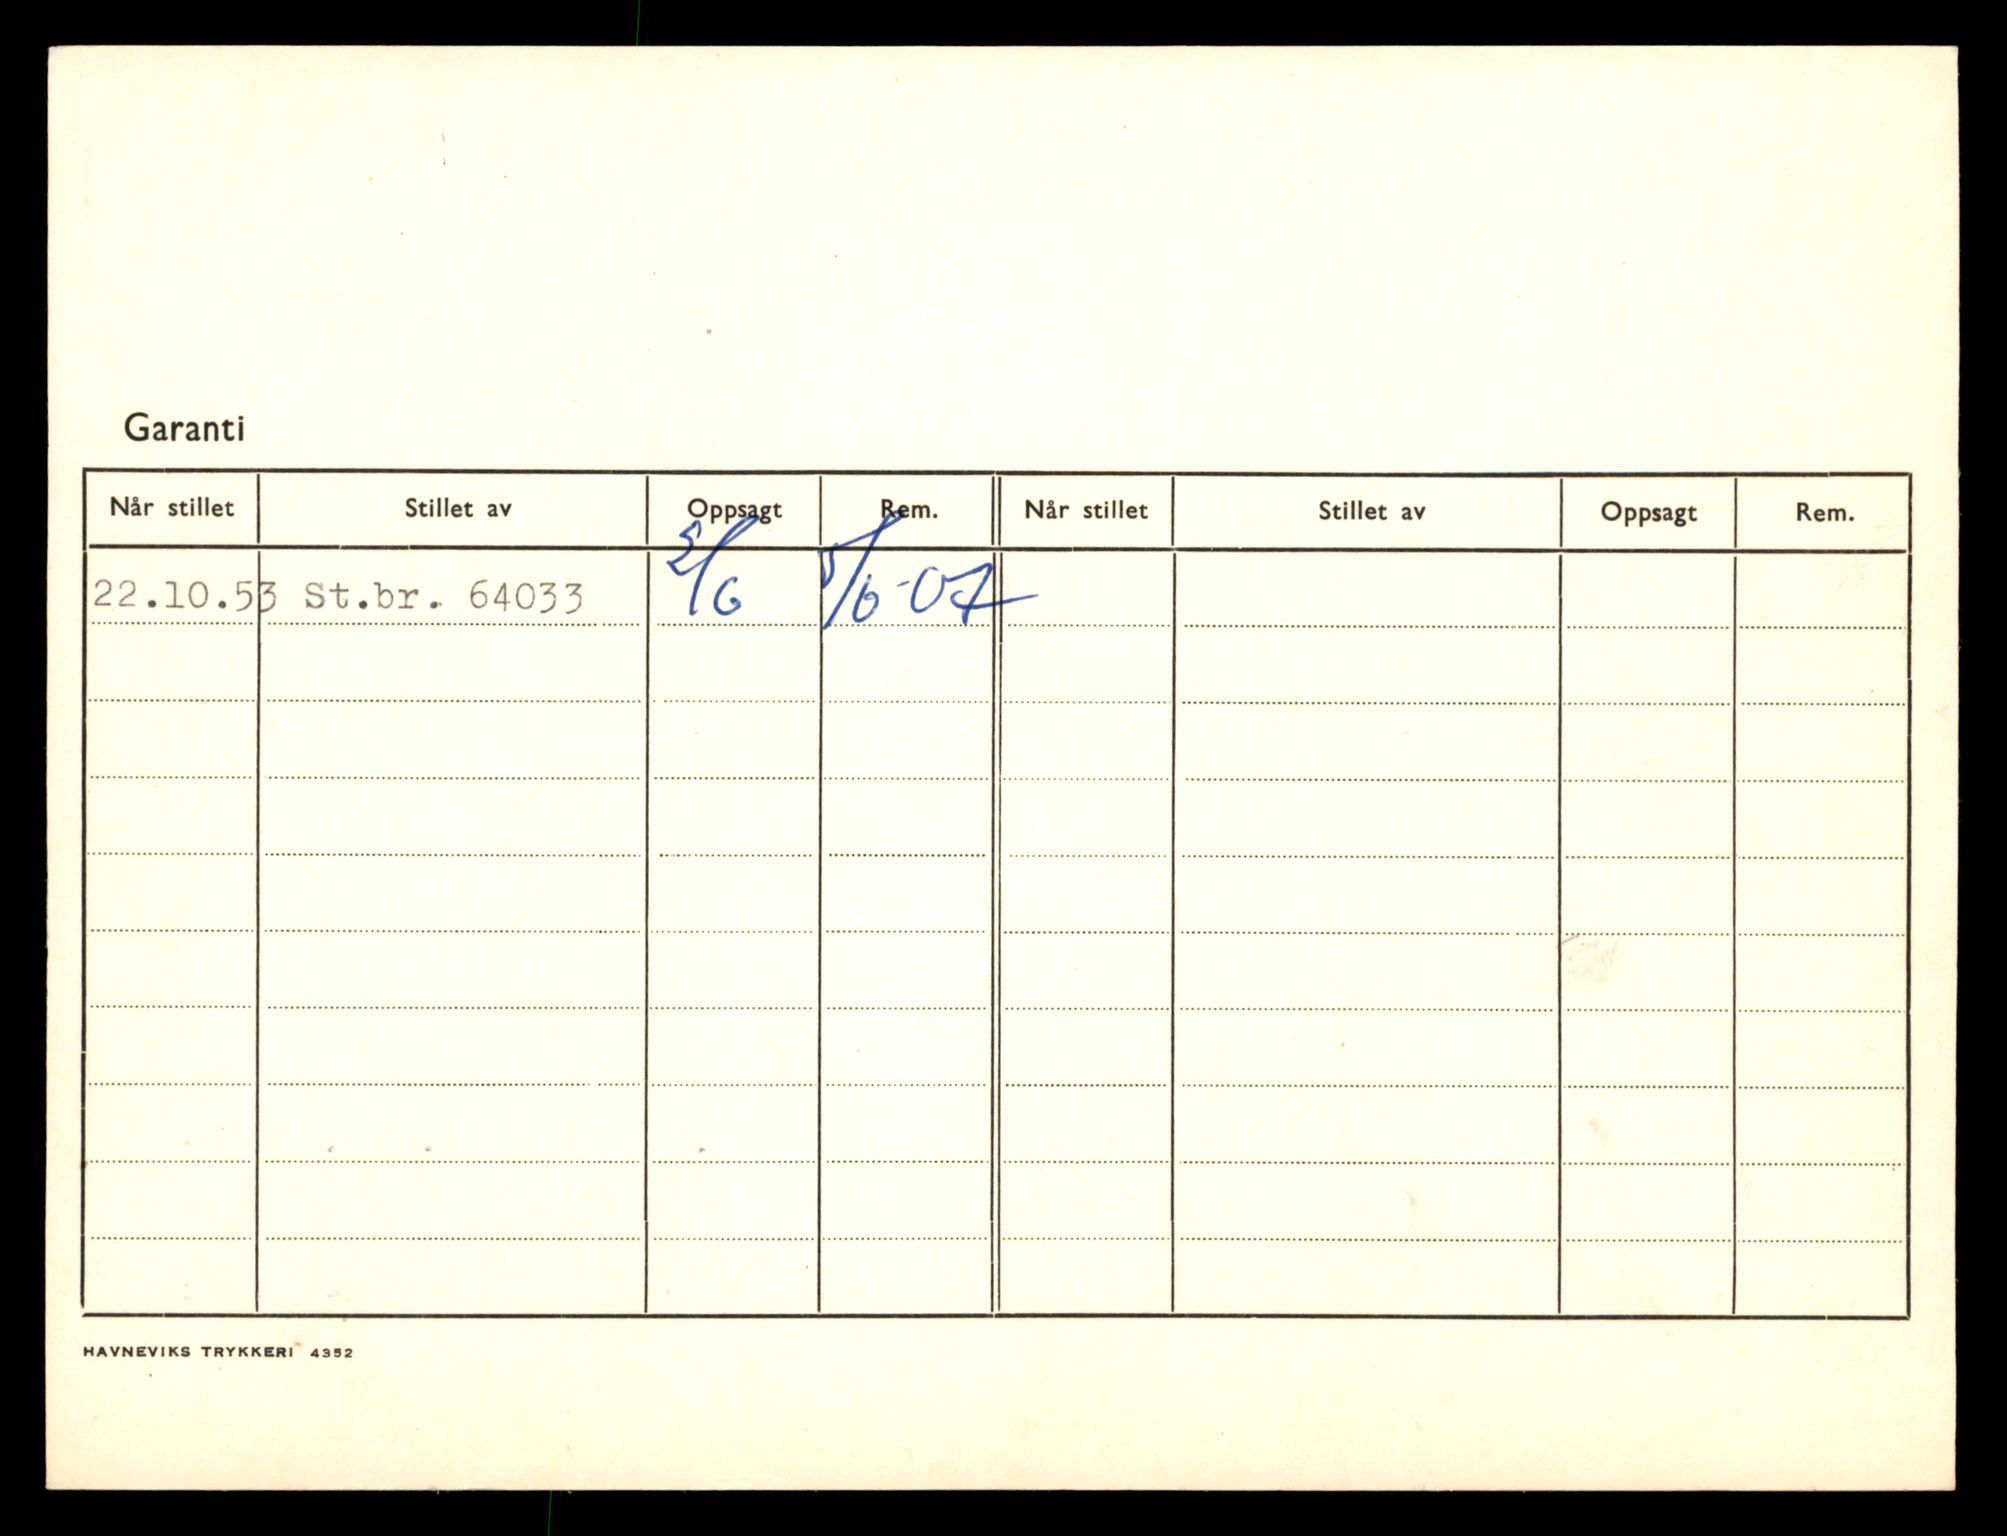 Garanti
Når stillet Stillet av Oppsagt Rem. Når stillet Stillet av Oppsagt Rem.
22.10.53 St.br. 64033 5/6 5/6-07
HAVNEVIKS TRYKKERI 4352